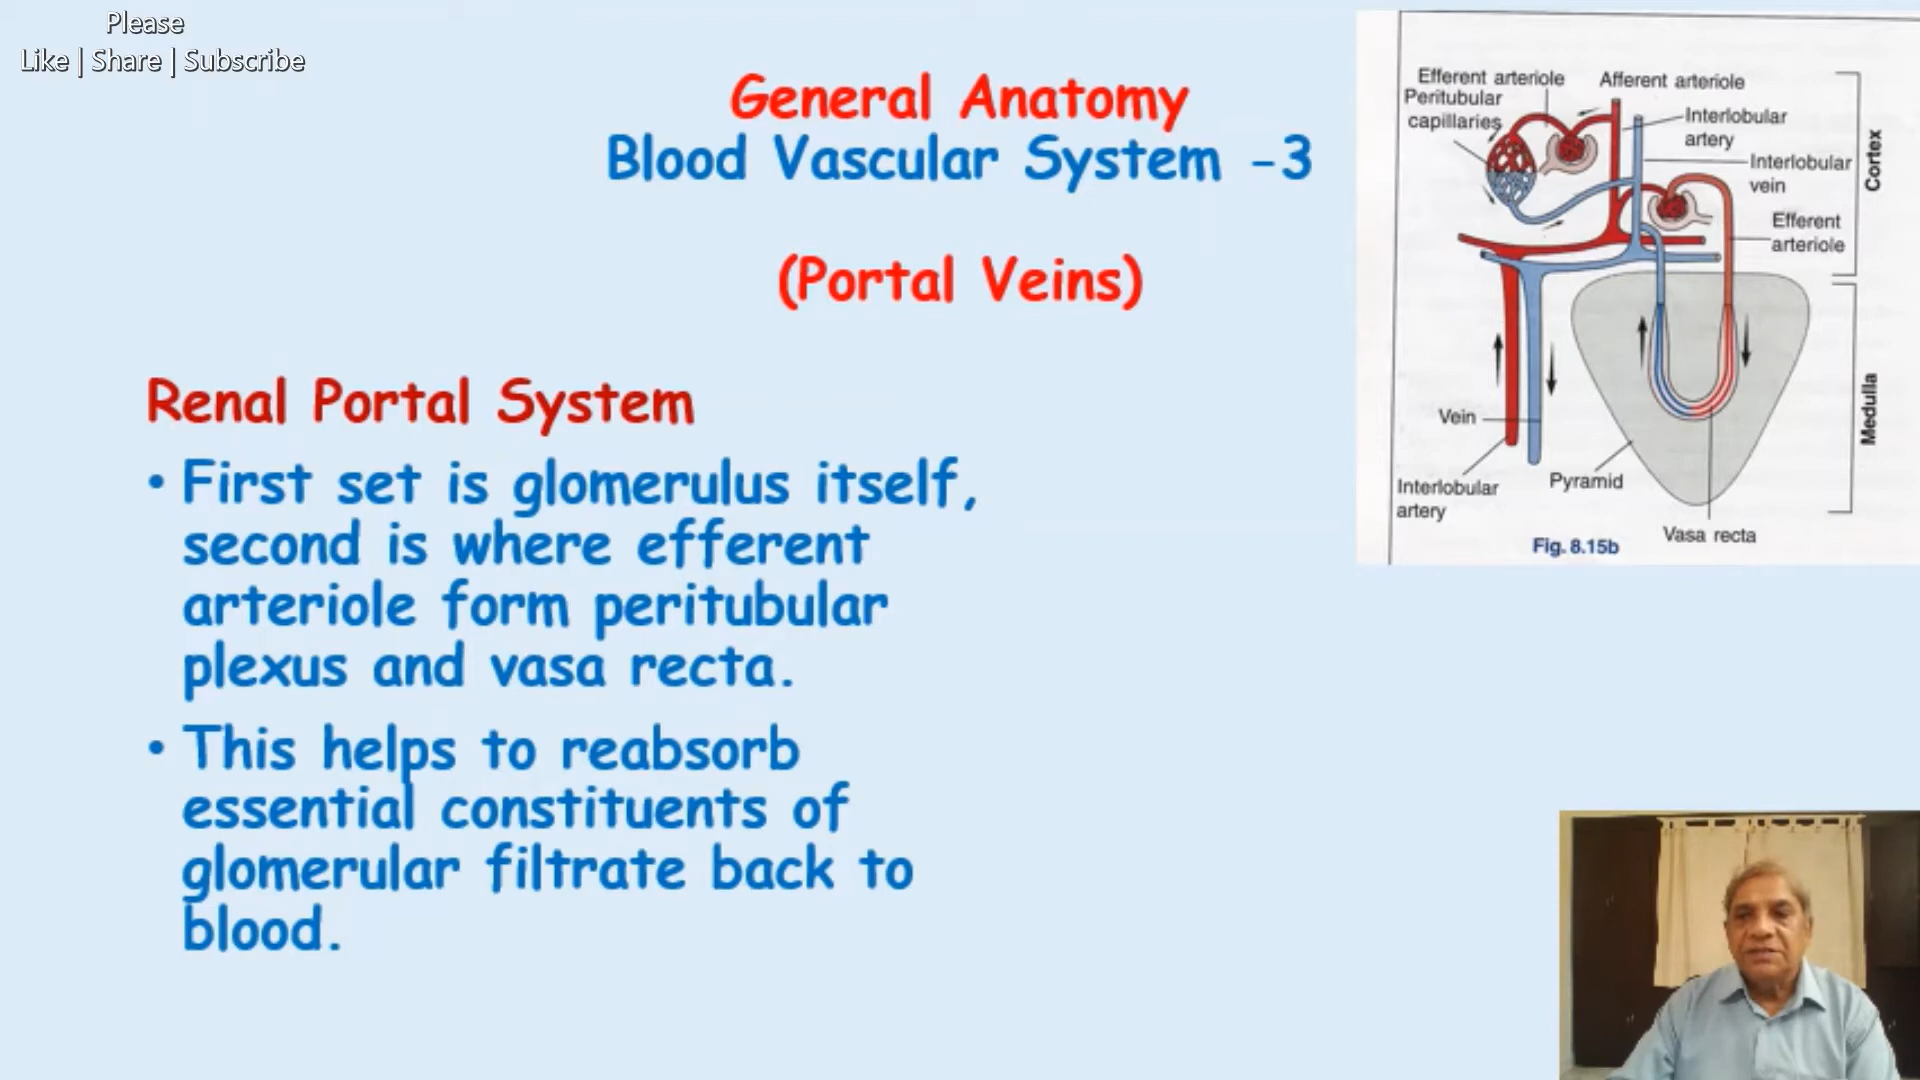 Please
Like | Share | Subscribe
General Anatomy
Blood Vascular System -3
(Portal Veins)
Renal Portal System
• First set is glomerulus itself,
second is where efferent
arteriole form peritubular
plexus and vasa recta.
• This helps to reabsorb
essential constituents of
glomerular filtrate back to
blood.
Efferent arteriole
Afferent arteriole
Peritubular
capillaries
Interlobular
artery
Interlobular
vein
Efferent
arteriole
Cortex
Medulla
Vein
Interlobular
artery
Pyramid
Vasa recta
Fig. 8.15b